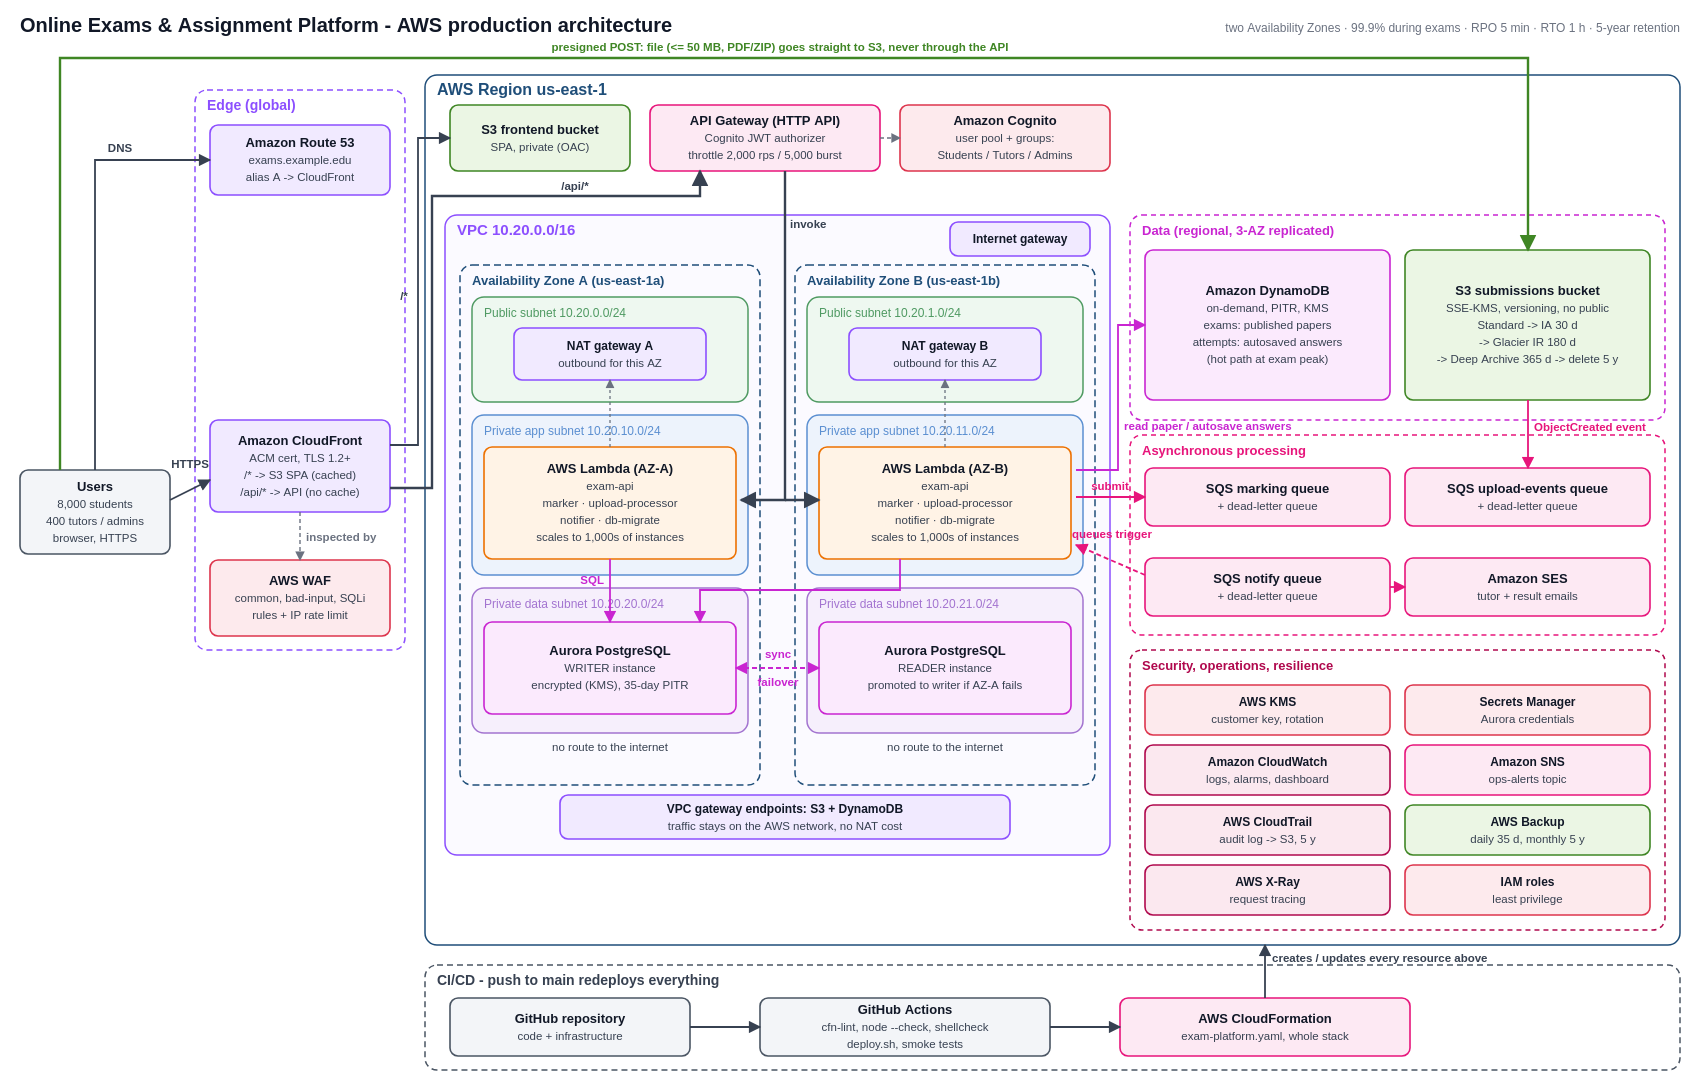 Online Exams & Assignment Platform - AWS production architecture
two Availability Zones · 99.9% during exams · RPO 5 min · RTO 1 h · 5-year retention
presigned POST: file (<= 50 MB, PDF/ZIP) goes straight to S3, never through the API
Edge (global)
Amazon Route 53
exams.example.edu
alias A -> CloudFront
DNS
Amazon CloudFront
ACM cert, TLS 1.2+
/* -> S3 SPA (cached)
/api/* -> API (no cache)
HTTPS
Users
8,000 students
400 tutors / admins
browser, HTTPS
inspected by
AWS WAF
common, bad-input, SQLi
rules + IP rate limit
AWS Region us-east-1
S3 frontend bucket
SPA, private (OAC)
API Gateway (HTTP API)
Cognito JWT authorizer
throttle 2,000 rps / 5,000 burst
Amazon Cognito
user pool + groups:
Students / Tutors / Admins
/api/*
/*
invoke
VPC 10.20.0.0/16
Internet gateway
Availability Zone A (us-east-1a)
Public subnet 10.20.0.0/24
NAT gateway A
outbound for this AZ
Private app subnet 10.20.10.0/24
AWS Lambda (AZ-A)
exam-api
marker · upload-processor
notifier · db-migrate
scales to 1,000s of instances
SQL
Private data subnet 10.20.20.0/24
Aurora PostgreSQL
WRITER instance
encrypted (KMS), 35-day PITR
no route to the internet
sync
failover
Availability Zone B (us-east-1b)
Public subnet 10.20.1.0/24
NAT gateway B
outbound for this AZ
Private app subnet 10.20.11.0/24
AWS Lambda (AZ-B)
exam-api
marker · upload-processor
notifier · db-migrate
scales to 1,000s of instances
Private data subnet 10.20.21.0/24
Aurora PostgreSQL
READER instance
promoted to writer if AZ-A fails
no route to the internet
VPC gateway endpoints: S3 + DynamoDB
traffic stays on the AWS network, no NAT cost
Data (regional, 3-AZ replicated)
Amazon DynamoDB
on-demand, PITR, KMS
exams: published papers
attempts: autosaved answers
(hot path at exam peak)
S3 submissions bucket
SSE-KMS, versioning, no public
Standard -> IA 30 d
-> Glacier IR 180 d
-> Deep Archive 365 d -> delete 5 y
read paper / autosave answers
ObjectCreated event
Asynchronous processing
submit
SQS marking queue
+ dead-letter queue
SQS upload-events queue
+ dead-letter queue
queues trigger
SQS notify queue
+ dead-letter queue
Amazon SES
tutor + result emails
Security, operations, resilience
AWS KMS
customer key, rotation
Secrets Manager
Aurora credentials
Amazon CloudWatch
logs, alarms, dashboard
Amazon SNS
ops-alerts topic
AWS CloudTrail
audit log -> S3, 5 y
AWS Backup
daily 35 d, monthly 5 y
AWS X-Ray
request tracing
IAM roles
least privilege
creates / updates every resource above
CI/CD - push to main redeploys everything
GitHub repository
code + infrastructure
GitHub Actions
cfn-lint, node --check, shellcheck
deploy.sh, smoke tests
AWS CloudFormation
exam-platform.yaml, whole stack